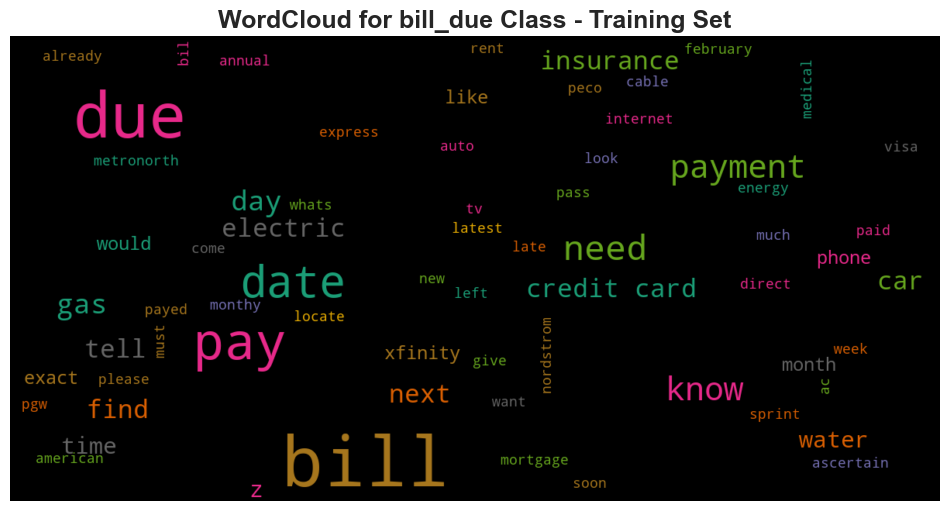 WordCloud for bill_due Class - Training Set
already
bil
annual
rent
insurance
february
due
like
peco
cable
medical
express
internet
metronorth
auto
look
payment
visa
day
whats
pass
energy
electric
tv
latest
need
would
come
late
much
paid
phone
date
new
left
credit card
direct
car
gas
payed
monthy
locate
pay
nordstrom
tell
must
xfinity
give
month
week
exact
please
next
want
know
ac
pgw
find
sprint
time
bill
water
american
mortgage
ascertain
z
soon